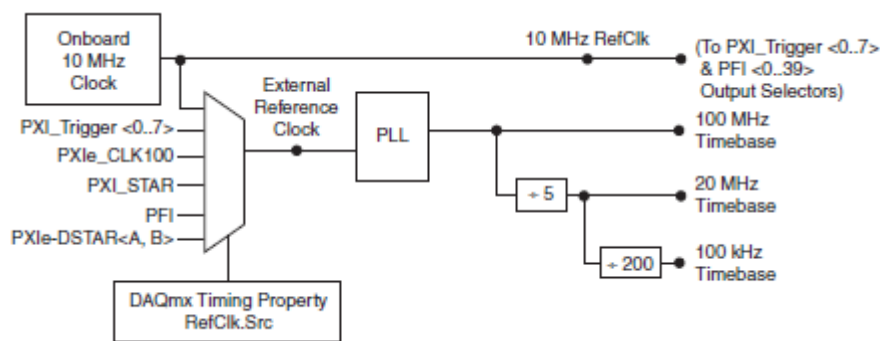 Onboard
10 MHz
Clock
10 MHz RefClk
(To PXI_Trigger <0..7>
& PFI <0..39>
Output Selectors)
External
Reference
Clock
PXI_Trigger <0..7>
PXIe_CLK100
PXI_STAR
PFI
PXIe-DSTAR<A, B>
PLL
100 MHz
Timebase
÷ 5
20 MHz
Timebase
÷ 200
100 kHz
Timebase
DAQmx Timing Property
RefClk.Src